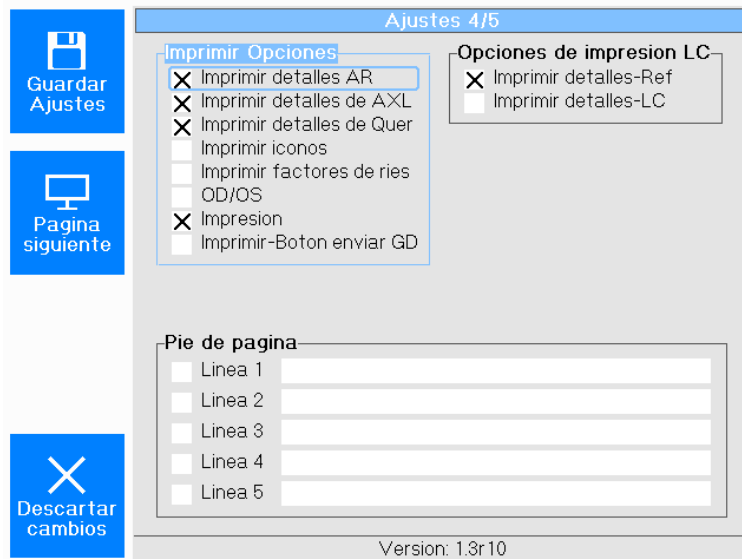 Ajustes 4/5
Guardar
Ajustes
Pagina
siguiente
Descartar
cambios
Imprimir Opciones
Imprimir detalles AR
Imprimir detalles de AXL
Imprimir detalles de Quer
Imprimir iconos
Imprimir factores de ries
OD/OS
Impresion
Imprimir-Boton enviar GD
Opciones de impresion LC
Imprimir detalles-Ref
Imprimir detalles-LC
Pie de pagina
Linea 1
Linea 2
Linea 3
Linea 4
Linea 5
Version: 1.3r10